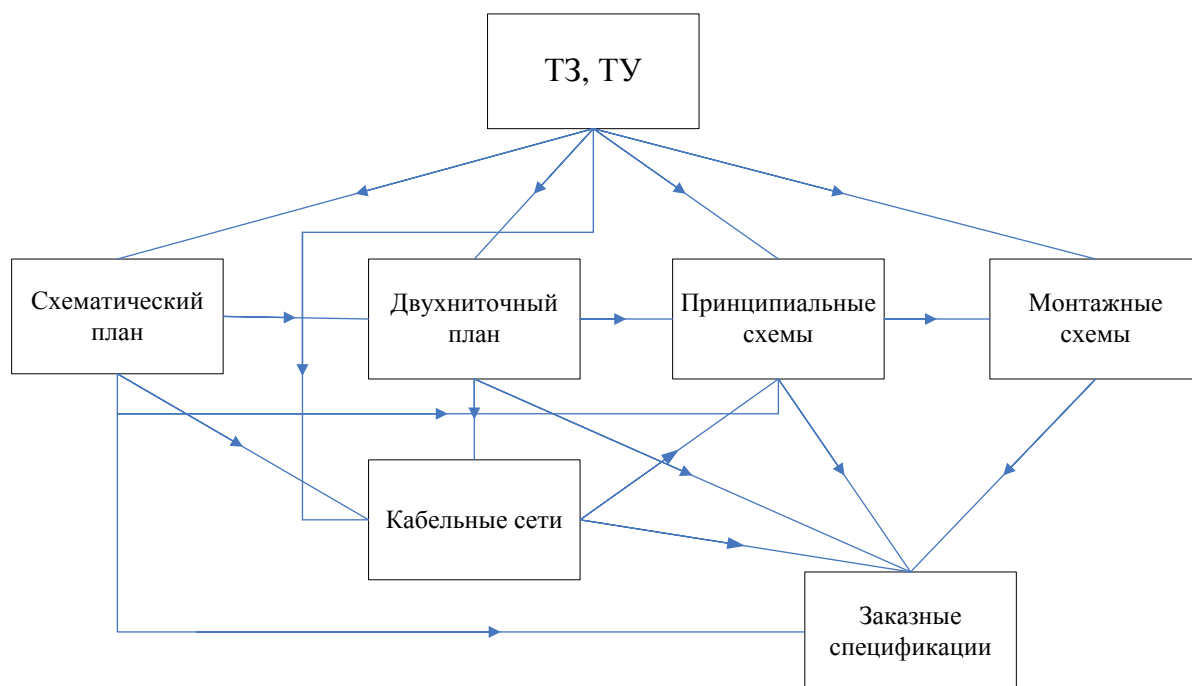 ТЗ, ТУ
Схематический
план
Двухниточный
план
Принципиальные
схемы
Монтажные
схемы
Кабельные сети
Заказные
спецификации